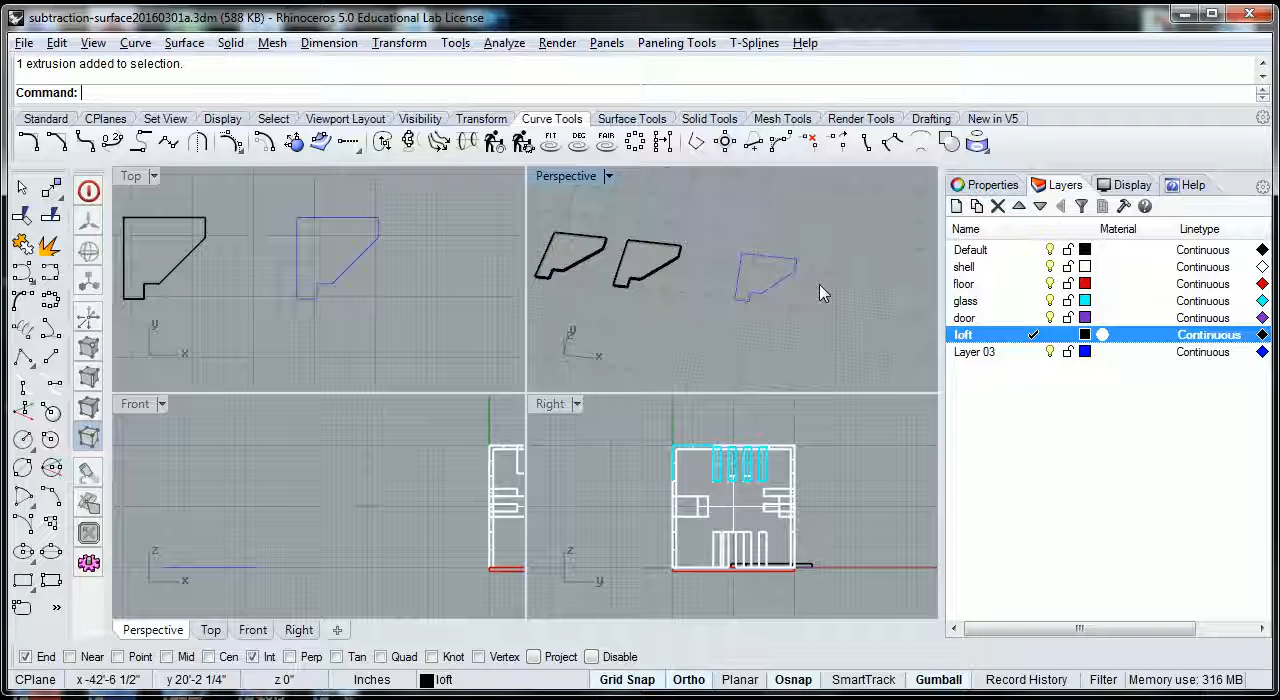 subtraction-surface20160301a.3dm (588 KB) - Rhinoceros 5.0 Educational Lab License
File Edit View Curve Surface Solid Mesh Dimension Transform Tools Analyze Render Panels Paneling Tools T-Splines Help
1 extrusion added to selection.
Command:
Standard CPlanes Set View Display Select Viewport Layout Visibility Transform Curve Tools Surface Tools Solid Tools Mesh Tools Render Tools Drafting New in V5
FIT DEG FAIR
Top Perspective
Properties Layers Display Help
Name Material Linetype
Default Continuous
shell Continuous
floor Continuous
glass Continuous
door Continuous
loft Continuous
Layer 03 Continuous
y x y x
Front Right
z x z y
Perspective Top Front Right
End Near Point Mid Cen Int Perp Tan Quad Knot Vertex Project Disable
CPlane x -42'-6 1/2" y 20'-2 1/4" z 0" Inches loft Grid Snap Ortho Planar Osnap SmartTrack Gumball Record History Filter Memory use: 316 MB